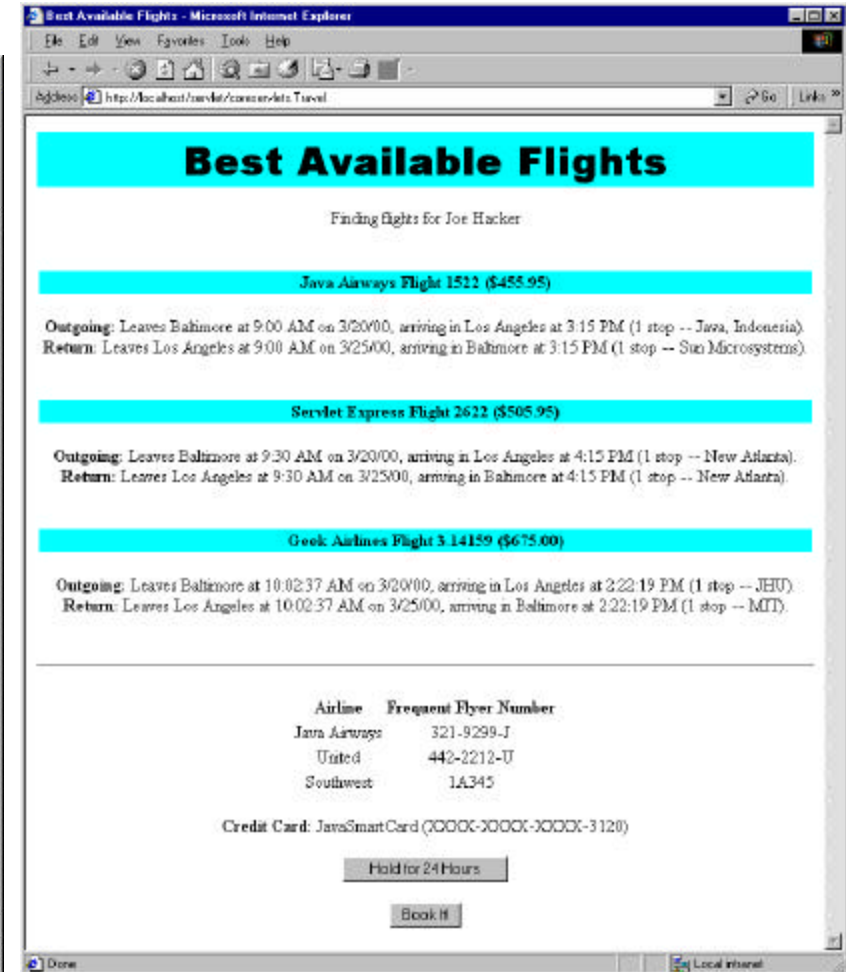 Best Available Flights - Microsoft Internet Explorer
File Edit View Favorites Tools Help
Address http://localhost/servlet/coreservlets.Travel Go Links »
Best Available Flights
Finding flights for Joe Hacker
Java Airways Flight 1522 ($455.95)
Outgoing: Leaves Baltimore at 9:00 AM on 3/20/00, arriving in Los Angeles at 3:15 PM (1 stop -- Java, Indonesia).
Return: Leaves Los Angeles at 9:00 AM on 3/25/00, arriving in Baltimore at 3:15 PM (1 stop -- Sun Microsystems).
Servlet Express Flight 2622 ($505.95)
Outgoing: Leaves Baltimore at 9:30 AM on 3/20/00, arriving in Los Angeles at 4:15 PM (1 stop -- New Atlanta).
Return: Leaves Los Angeles at 9:30 AM on 3/25/00, arriving in Baltimore at 4:15 PM (1 stop -- New Atlanta).
Geek Airlines Flight 3.14159 ($675.00)
Outgoing: Leaves Baltimore at 10:02:37 AM on 3/20/00, arriving in Los Angeles at 2:22:19 PM (1 stop -- JHU).
Return: Leaves Los Angeles at 10:02:37 AM on 3/25/00, arriving in Baltimore at 2:22:19 PM (1 stop -- MIT).
Airline Frequent Flyer Number
Java Airways 321-9299-J
United 442-2212-U
Southwest 1A345
Credit Card: JavaSmartCard (XXXX-XXXX-XXXX-3120)
Hold for 24 Hours
Book It!
Done Local intranet